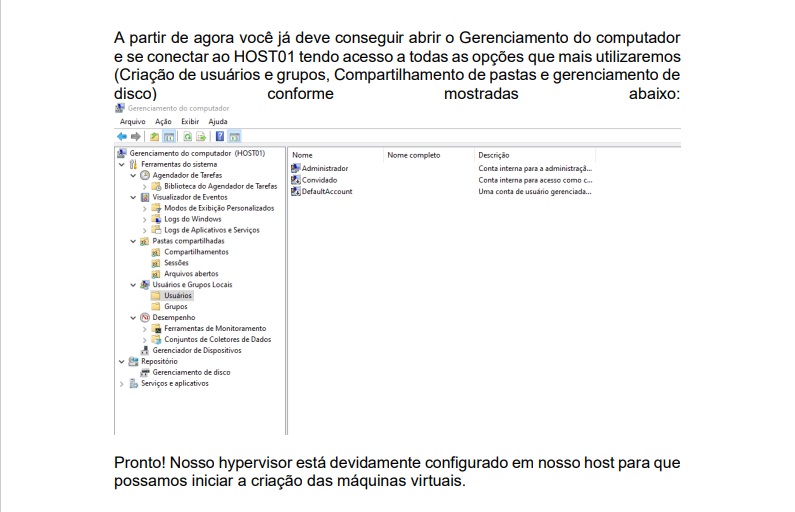 A partir de agora você já deve conseguir abrir o Gerenciamento do computador
e se conectar ao HOST01 tendo acesso a todas as opções que mais utilizaremos
(Criação de usuários e grupos, Compartilhamento de pastas e gerenciamento de
disco) conforme mostradas abaixo:
Gerenciamento do computador
Arquivo Ação Exibir Ajuda
Gerenciamento do computador (HOST01)
Ferramentas do sistema
Agendador de Tarefas
Biblioteca do Agendador de Tarefas
Visualizador de Eventos
Modos de Exibição Personalizados
Logs do Windows
Logs de Aplicativos e Serviços
Pastas compartilhadas
Compartilhamentos
Sessões
Arquivos abertos
Usuários e Grupos Locais
Usuários
Grupos
Desempenho
Ferramentas de Monitoramento
Conjuntos de Coletores de Dados
Gerenciador de Dispositivos
Repositório
Gerenciamento de disco
Serviços e aplicativos
Nome Nome completo Descrição
Administrador Conta interna para a administraçã...
Convidado Conta interna para acesso como c...
DefaultAccount Uma conta de usuário gerenciada...
Pronto! Nosso hypervisor está devidamente configurado em nosso host para que
possamos iniciar a criação das máquinas virtuais.